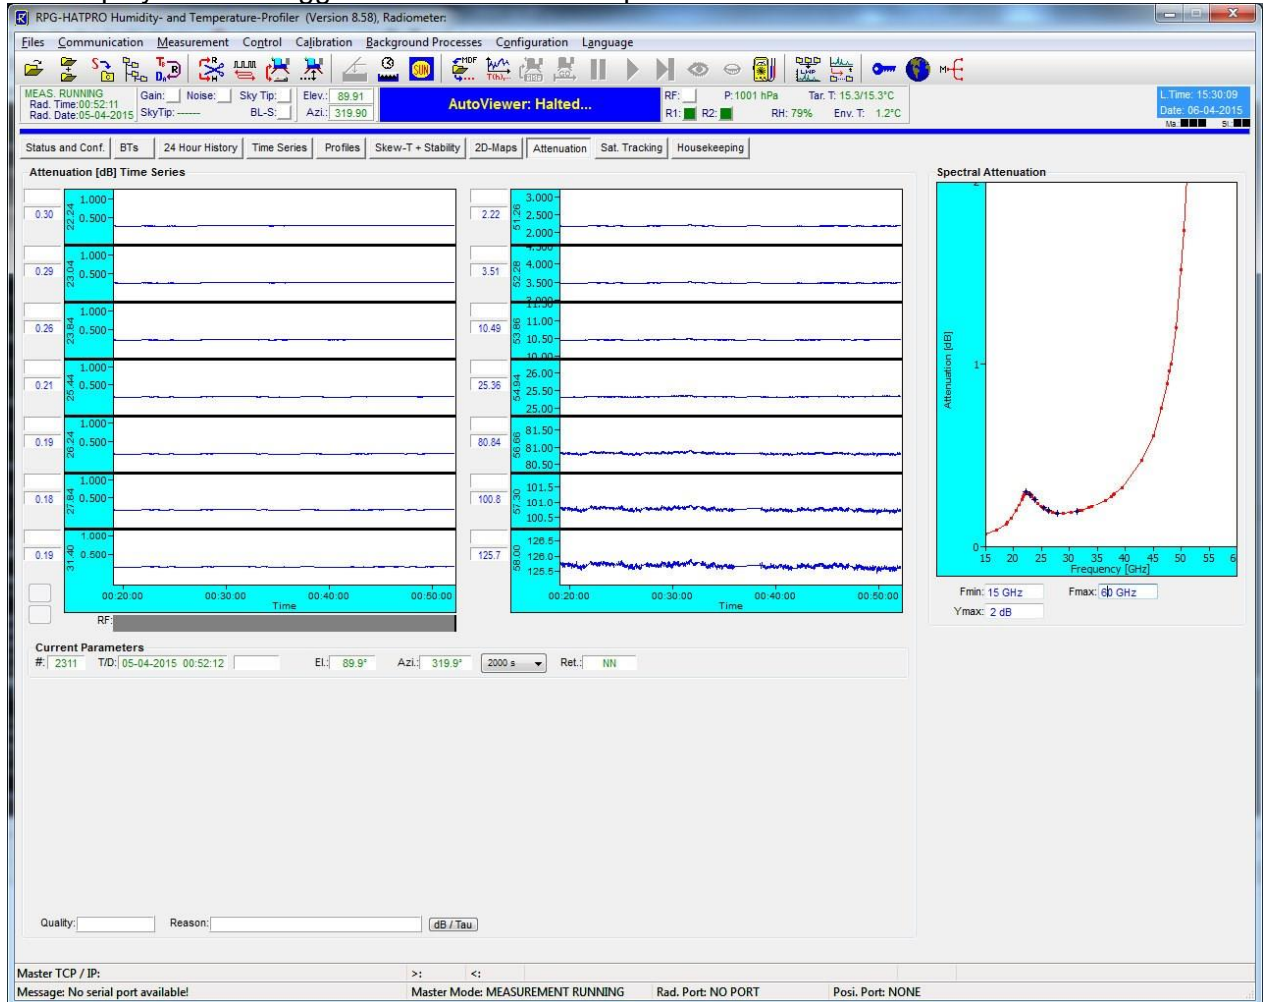 RPG-HATPRO Humidity- and Temperature-Profiler (Version 8.58), Radiometer:
Files Communication Measurement Control Calibration Background Processes Configuration Language
MEAS. RUNNING
Rad. Time:00:52:11
Rad. Date:05-04-2015
Gain: Noise: Sky Tip:
SkyTip: ------ BL-S:
Elev.: 89.91
Azi.: 319.90
AutoViewer: Halted...
RF: P:1001 hPa Tar. T: 15.3/15.3°C
R1: R2: RH: 79% Env. T: 1.2°C
L.Time: 15:30:09
Date: 06-04-2015
Ma: St:
Status and Conf. BTs 24 Hour History Time Series Profiles Skew-T + Stability 2D-Maps Attenuation Sat. Tracking Housekeeping
Attenuation [dB] Time Series
0.30 22.24 1.000 0.500
0.29 23.04 1.000 0.500
0.26 23.84 1.000 0.500
0.21 25.44 1.000 0.500
0.19 26.24 1.000 0.500
0.18 27.84 1.000 0.500
0.19 31.40 1.000 0.500
00:20:00 00:30:00 00:40:00 00:50:00
Time
RF:
2.22 51.26 3.000 2.500 2.000
3.51 52.28 4.500 4.000 3.500 3.000
10.49 53.86 11.50 11.00 10.50 10.00
25.36 54.94 26.00 25.50 25.00
80.84 56.66 81.50 81.00 80.50
100.8 57.30 101.5 101.0 100.5
125.7 58.00 126.5 126.0 125.5
00:20:00 00:30:00 00:40:00 00:50:00
Time
Spectral Attenuation
2
1
0
Attenuation [dB]
15 20 25 30 35 40 45 50 55 6
Frequency [GHz]
Fmin: 15 GHz Fmax: 60 GHz
Ymax: 2 dB
Current Parameters
#: 2311 T/D: 05-04-2015 00:52:12 El.: 89.9° Azi.: 319.9° 2000 s Ret.: NN
Quality: Reason: dB / Tau
Master TCP / IP: >: <:
Message: No serial port available! Master Mode: MEASUREMENT RUNNING Rad. Port: NO PORT Posi. Port: NONE